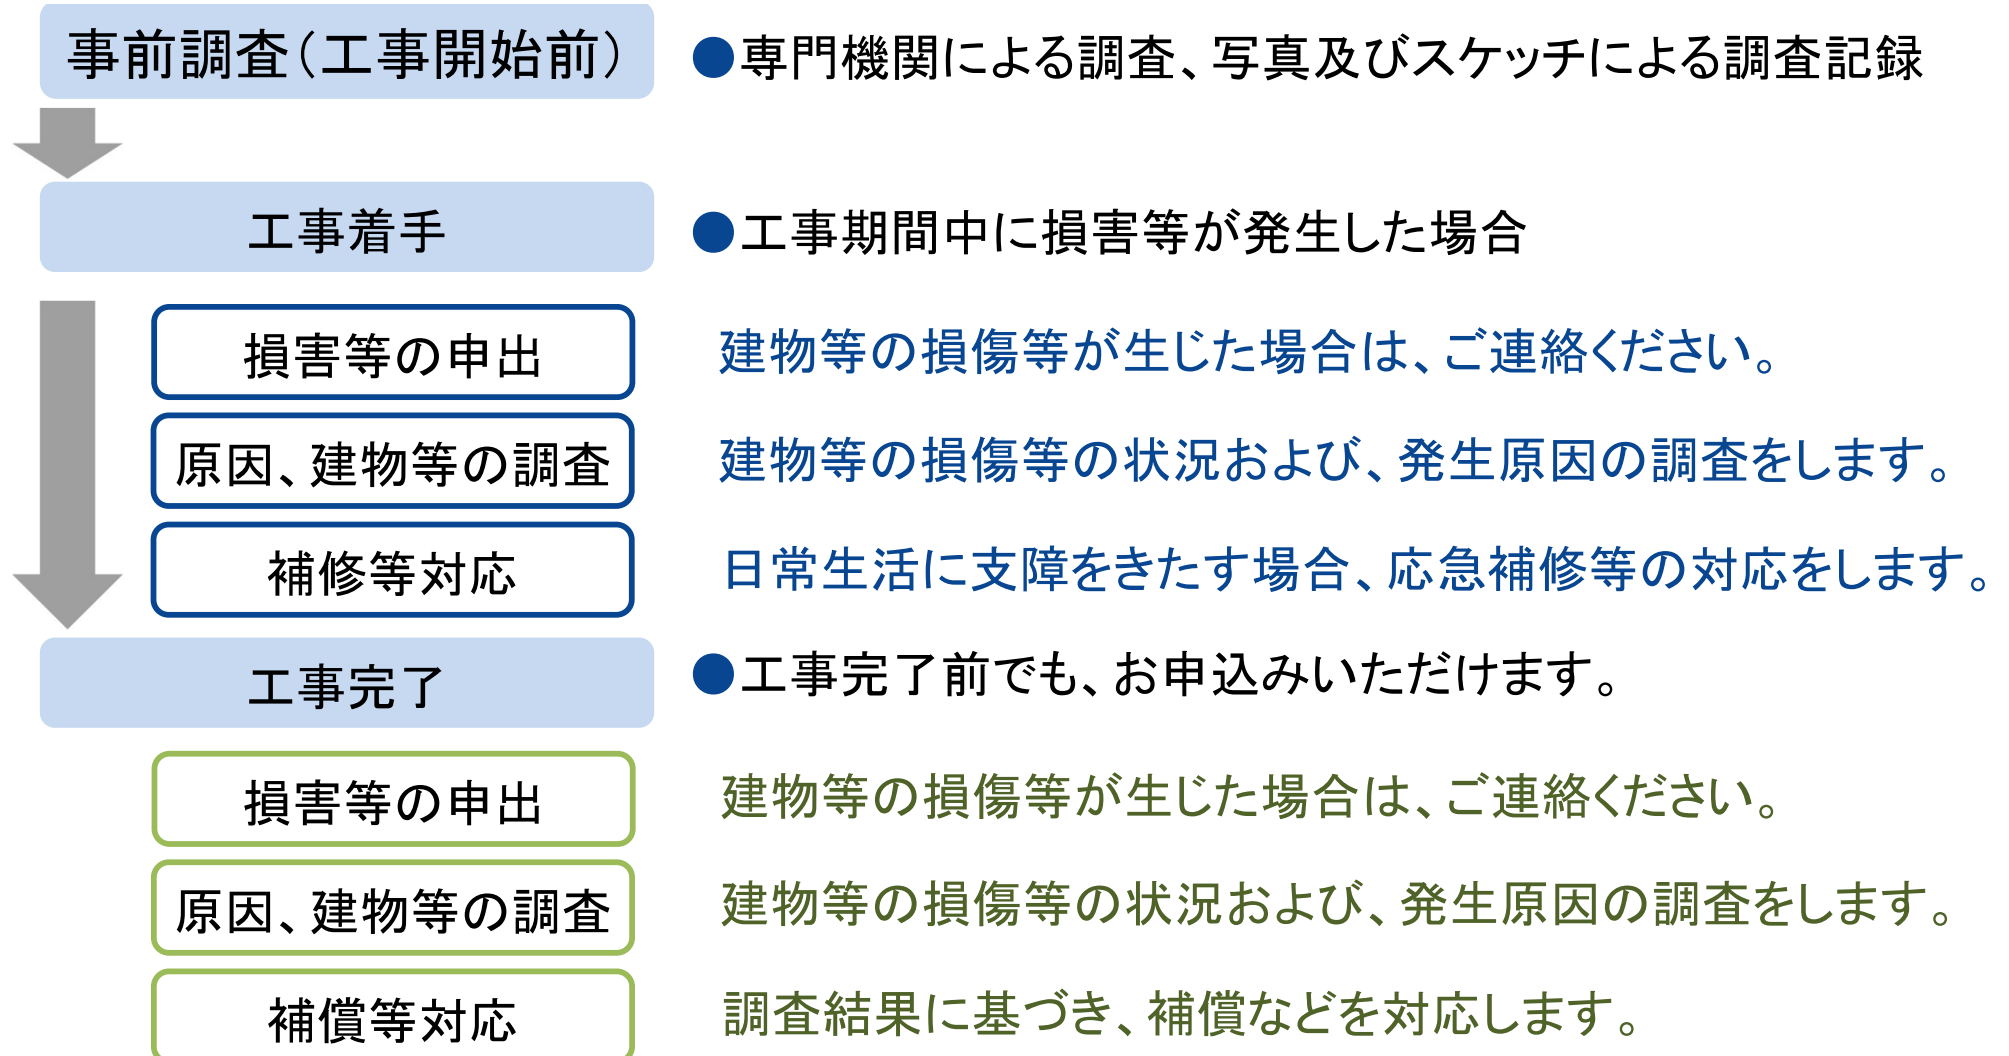 事前調査（工事開始前）
●専門機関による調査、写真及びスケッチによる調査記録
工事着手
●工事期間中に損害等が発生した場合
損害等の申出
建物等の損傷等が生じた場合は、ご連絡ください。
原因、建物等の調査
建物等の損傷等の状況および、発生原因の調査をします。
補修等対応
日常生活に支障をきたす場合、応急補修等の対応をします。
工事完了
●工事完了前でも、お申込みいただけます。
損害等の申出
建物等の損傷等が生じた場合は、ご連絡ください。
原因、建物等の調査
建物等の損傷等の状況および、発生原因の調査をします。
補償等対応
調査結果に基づき、補償などを対応します。